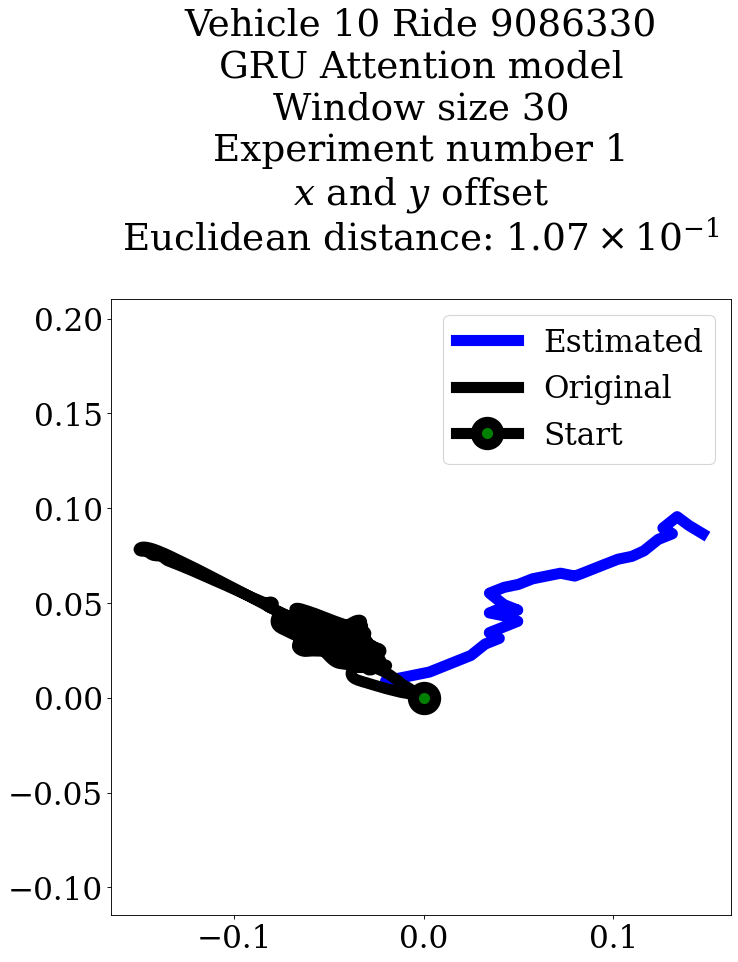 Vehicle 10 Ride 9086330
GRU Attention model
Window size 30
Experiment number 1
x and y offset
Euclidean distance: 1.07 × 10⁻¹
Estimated
Original
Start
0.20
0.15
0.10
0.05
0.00
−0.05
−0.10
−0.1 0.0 0.1